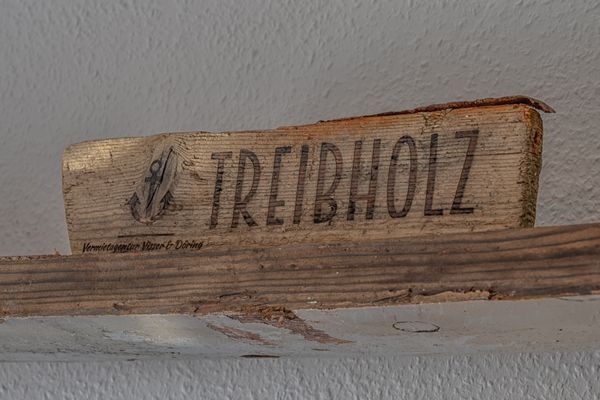 TREIBHOLZ
Vermietagentur Visser & Döring